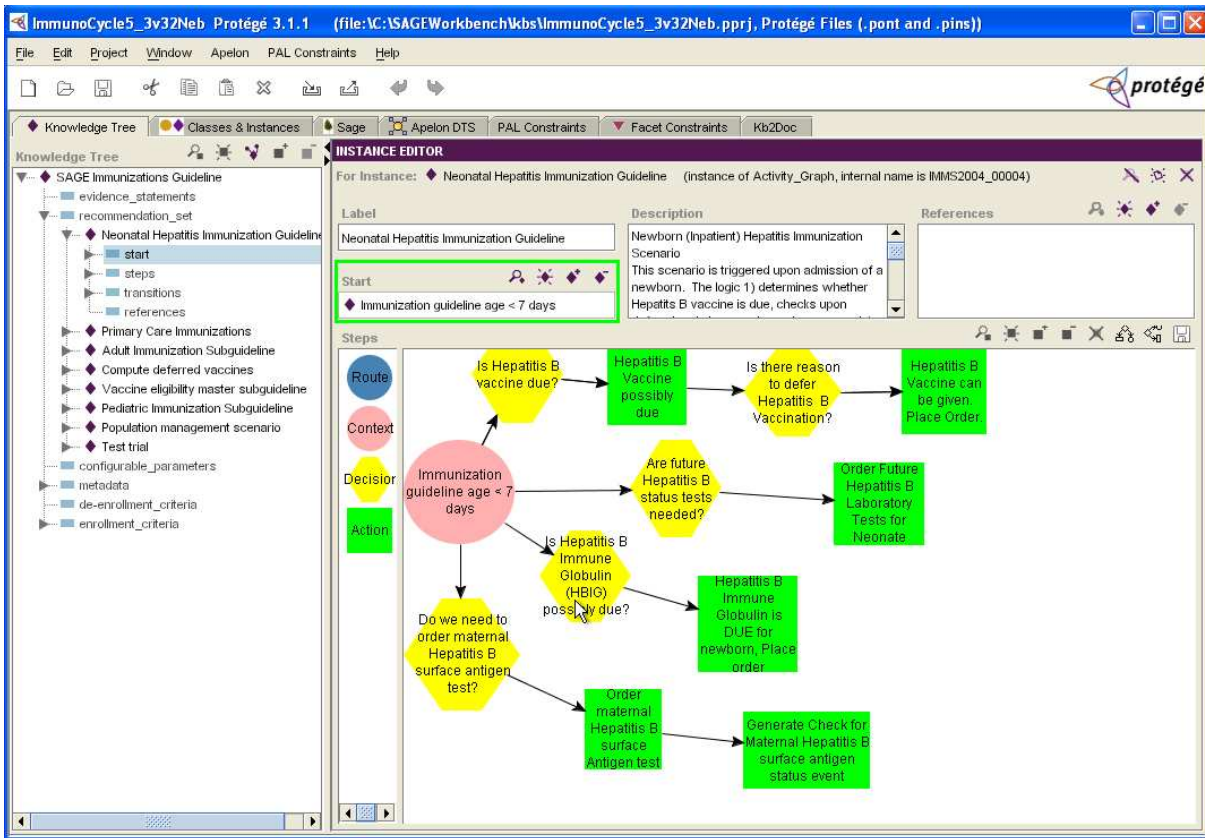 ImmunoCycle5_3v32Neb Protégé 3.1.1 (file:\C:\SAGEWorkbench\kbs\ImmunoCycle5_3v32Neb.pprj, Protégé Files (.pont and .pins))
File Edit Project Window Apelon PAL Constraints Help
protégé
Knowledge Tree Classes & Instances Sage Apelon DTS PAL Constraints Facet Constraints Kb2Doc
Knowledge Tree
SAGE Immunizations Guideline
evidence_statements
recommendation_set
Neonatal Hepatitis Immunization Guideline
start
steps
transitions
references
Primary Care Immunizations
Adult Immunization Subguideline
Compute deferred vaccines
Vaccine eligibility master subguideline
Pediatric Immunization Subguideline
Population management scenario
Test trial
configurable_parameters
metadata
de-enrollment_criteria
enrollment_criteria
INSTANCE EDITOR
For Instance: Neonatal Hepatitis Immunization Guideline (instance of Activity_Graph, internal name is IMMS2004_00004)
Label
Neonatal Hepatitis Immunization Guideline
Start
Immunization guideline age < 7 days
Description
Newborn (Inpatient) Hepatitis Immunization
Scenario
This scenario is triggered upon admission of a
newborn. The logic 1) determines whether
Hepatits B vaccine is due, checks upon
References
Steps
Route
Context
Decision
Action
Is Hepatitis B
vaccine due?
Hepatitis B
Vaccine
possibly
due
Is there reason
to defer
Hepatitis B
Vaccination?
Hepatitis B
Vaccine can
be given.
Place Order.
Immunization
guideline age < 7
days
Are future
Hepatitis B
status tests
needed?
Order Future
Hepatitis B
Laboratory
Tests for
Neonate
Is Hepatitis B
Immune
Globulin
(HBIG)
possibly due?
Hepatitis B
Immune
Globulin is
DUE for
newborn, Place
order
Do we need to
order maternal
Hepatitis B
surface antigen
test?
Order
maternal
Hepatitis B
surface
Antigen test
Generate Check for
Maternal Hepatitis B
surface antigen
status event